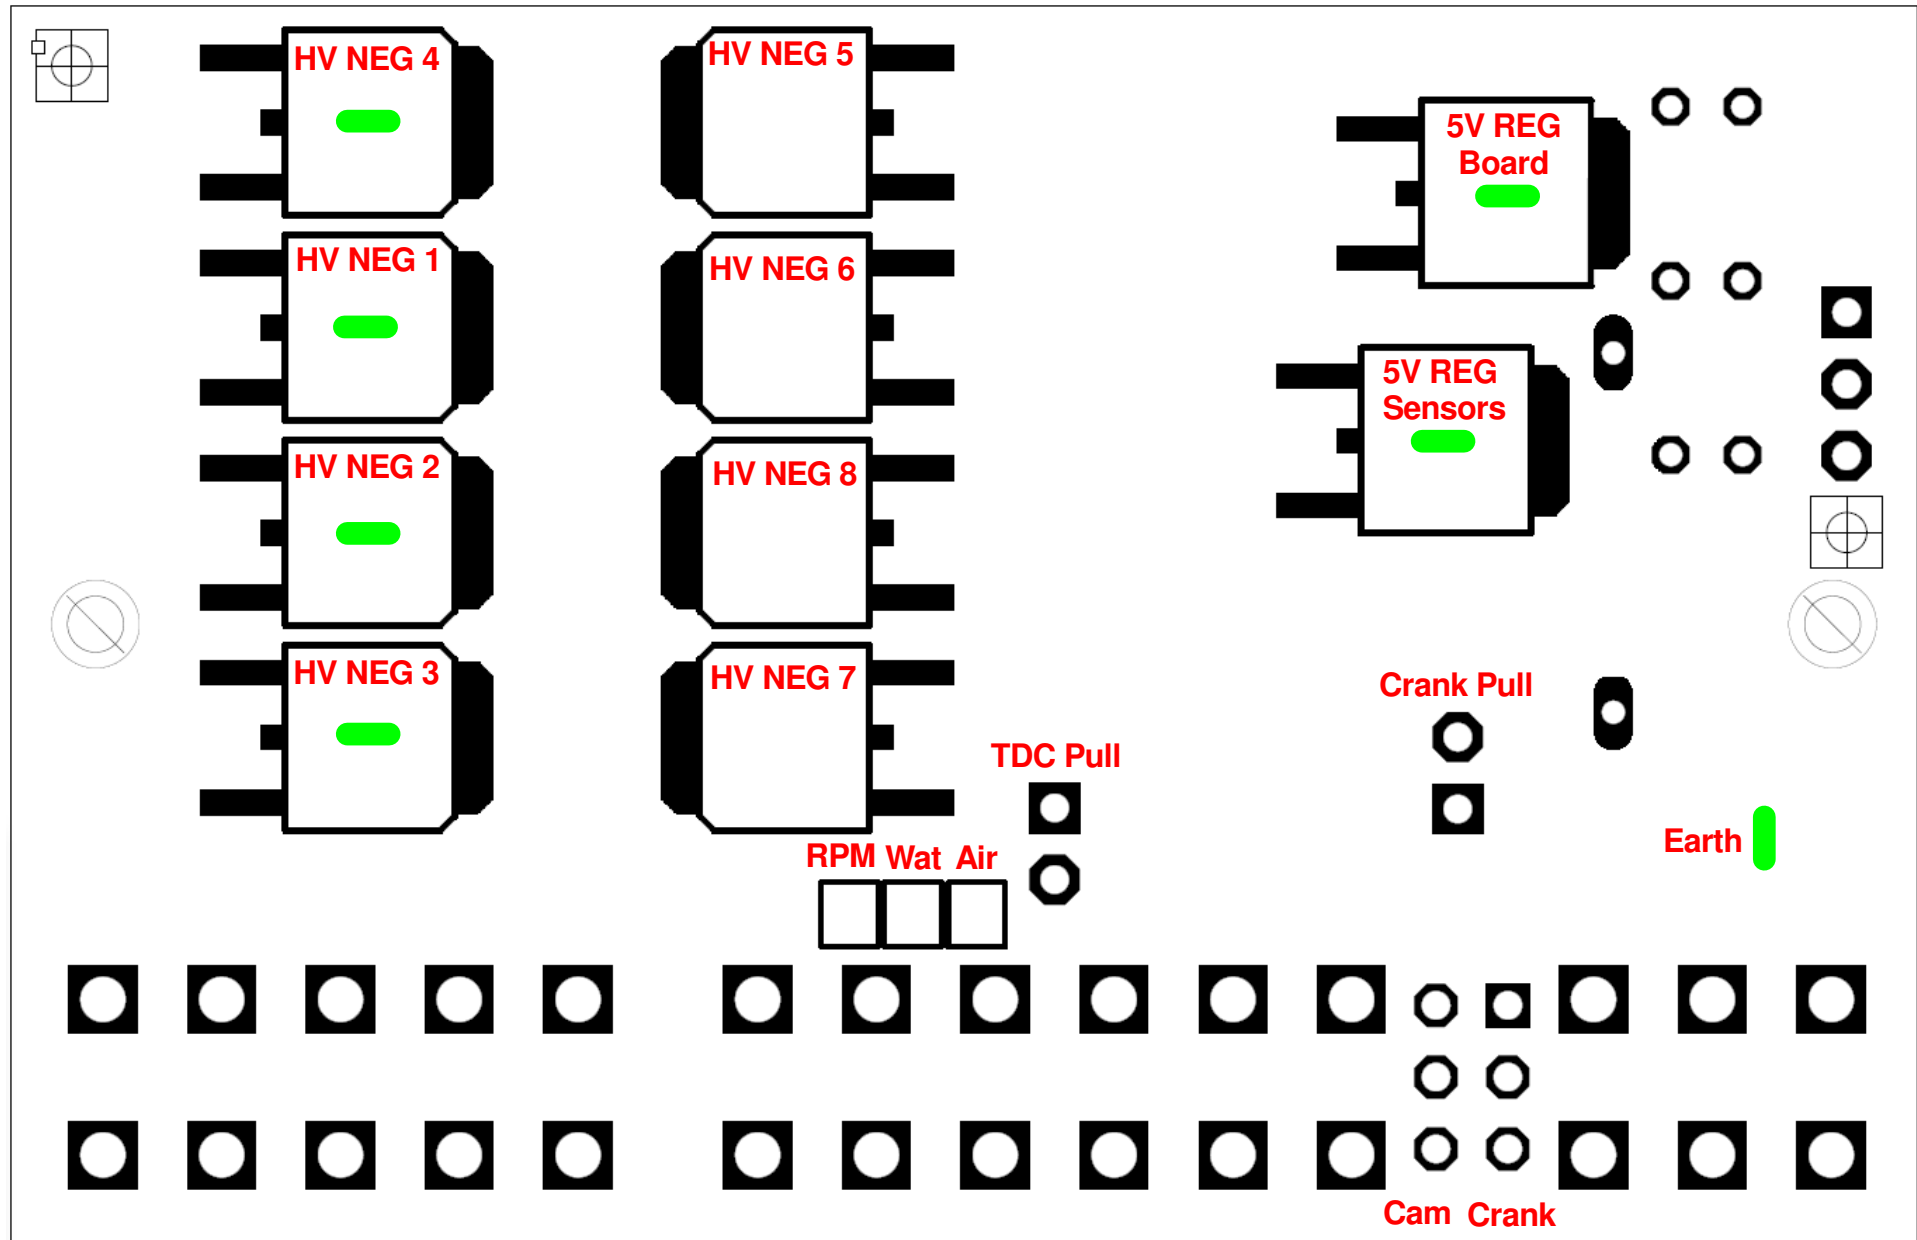 HV NEG 4
HV NEG 5
5V REG
Board
HV NEG 1
HV NEG 6
5V REG
Sensors
HV NEG 2
HV NEG 8
HV NEG 3
HV NEG 7
Crank Pull
TDC Pull
Earth
RPM Wat Air
Cam Crank